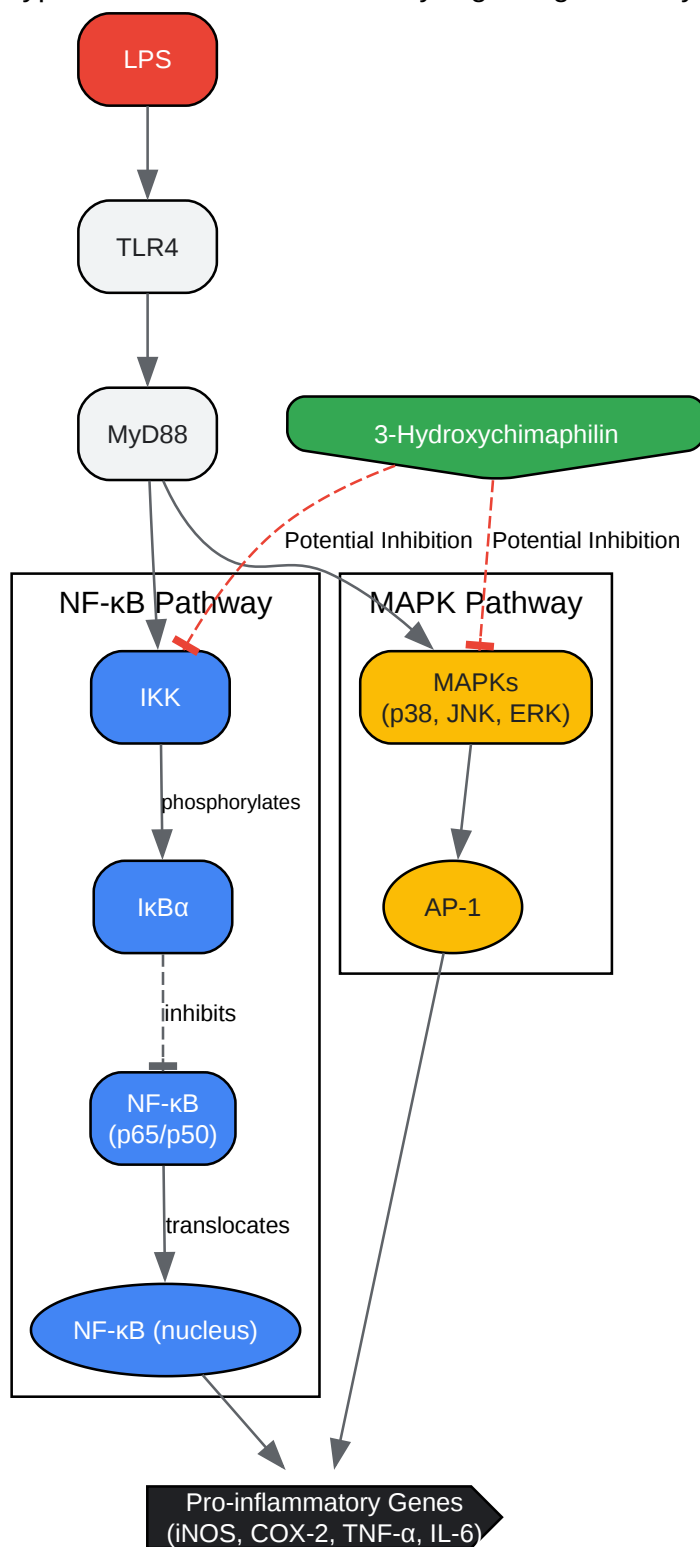 LPS
TLR4
MyD88
3-Hydroxychimaphilin
Potential Inhibition
Potential Inhibition
NF-κB Pathway
MAPK Pathway
IKK
MAPKs
(p38, JNK, ERK)
phosphorylates
IκBα
AP-1
inhibits
NF-κB
(p65/p50)
translocates
NF-κB (nucleus)
Pro-inflammatory Genes
(iNOS, COX-2, TNF-α, IL-6)